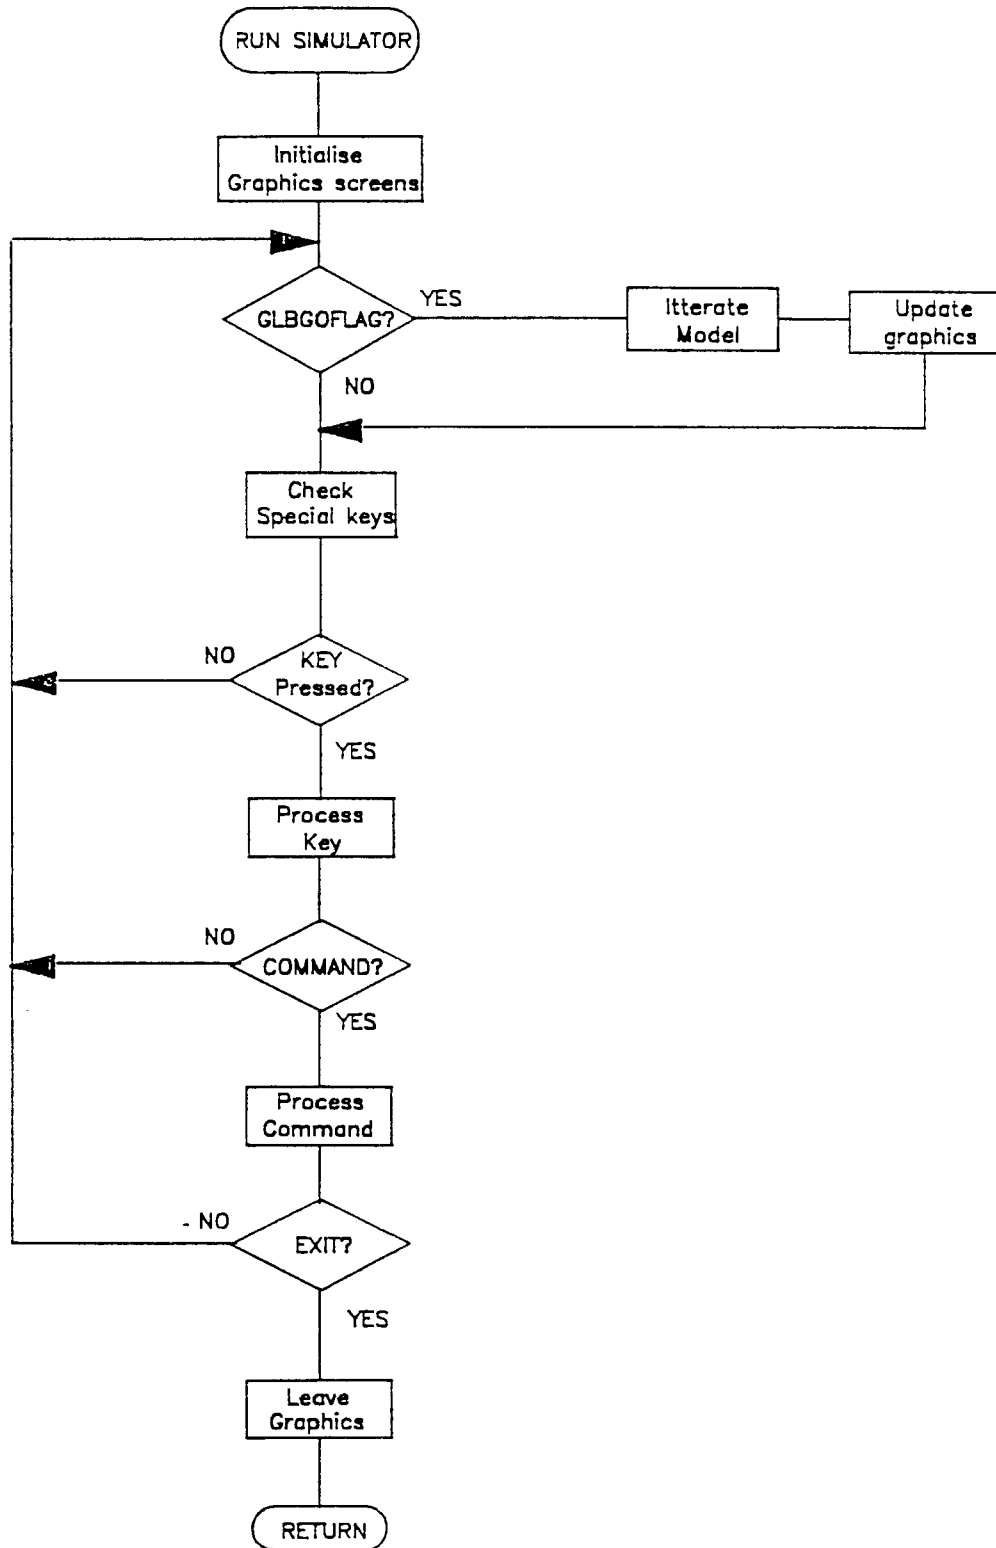 RUN SIMULATOR
Initialise
Graphics screens
GLBGOFLAG?
YES
Itterate
Model
Update
graphics
NO
Check
Special keys
NO
KEY
Pressed?
YES
Process
Key
NO
COMMAND?
YES
Process
Command
- NO
EXIT?
YES
Leave
Graphics
RETURN